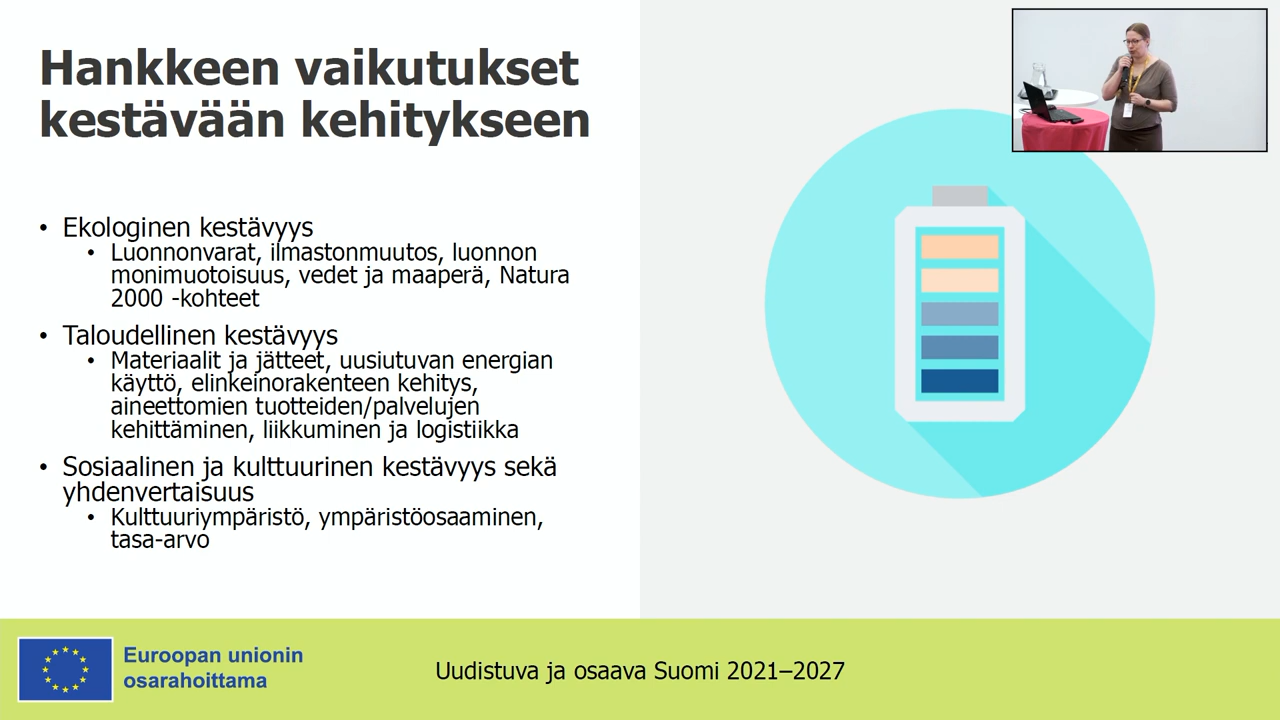 Hankkeen vaikutukset
kestävään kehitykseen
• Ekologinen kestävyys
• Luonnonvarat, ilmastonmuutos, luonnon
monimuotoisuus, vedet ja maaperä, Natura
2000 -kohteet
• Taloudellinen kestävyys
• Materiaalit ja jätteet, uusiutuvan energian
käyttö, elinkeinorakenteen kehitys,
aineettomien tuotteiden/palvelujen
kehittäminen, liikkuminen ja logistiikka
• Sosiaalinen ja kulttuurinen kestävyys sekä
yhdenvertaisuus
• Kulttuuriympäristö, ympäristöosaaminen,
tasa-arvo
Euroopan unionin
osarahoittama
Uudistuva ja osaava Suomi 2021–2027